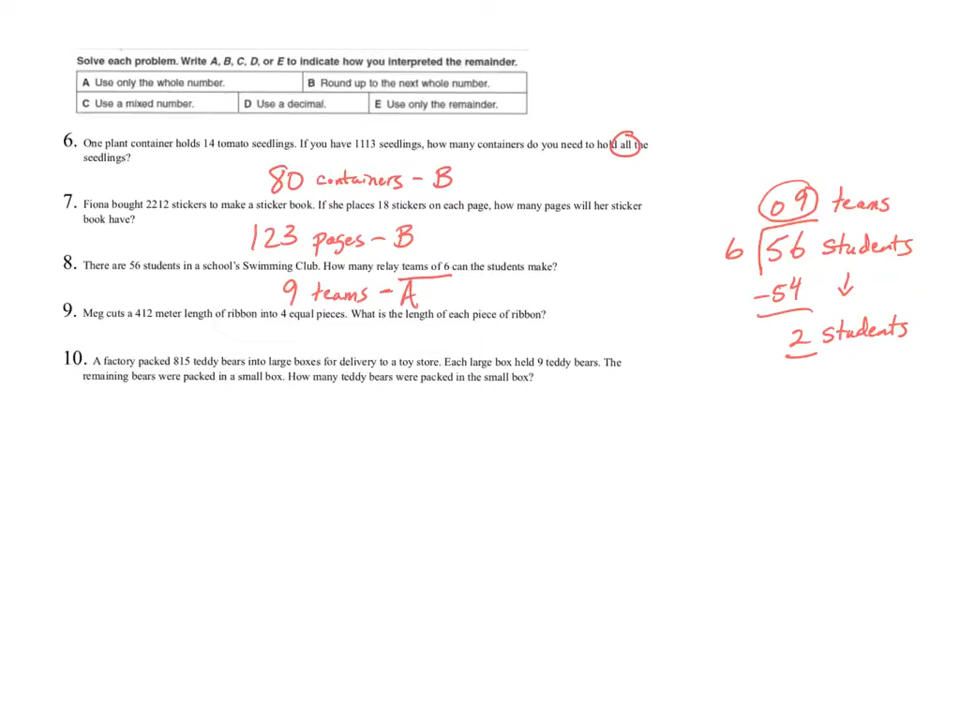 Solve each problem. Write A, B, C, D, or E to indicate how you interpreted the remainder.
A Use only the whole number. B Round up to the next whole number.
C Use a mixed number. D Use a decimal. E Use only the remainder.
6. One plant container holds 14 tomato seedlings. If you have 1113 seedlings, how many containers do you need to hold all the
seedlings?
80 containers - B
7. Fiona bought 2212 stickers to make a sticker book. If she places 18 stickers on each page, how many pages will her sticker
book have?
123 pages - B
8. There are 56 students in a school's Swimming Club. How many relay teams of 6 can the students make?
9 teams - A
9. Meg cuts a 412 meter length of ribbon into 4 equal pieces. What is the length of each piece of ribbon?
10. A factory packed 815 teddy bears into large boxes for delivery to a toy store. Each large box held 9 teddy bears. The
remaining bears were packed in a small box. How many teddy bears were packed in the small box?
09 teams
6 56 students
-54 ↓
2 students